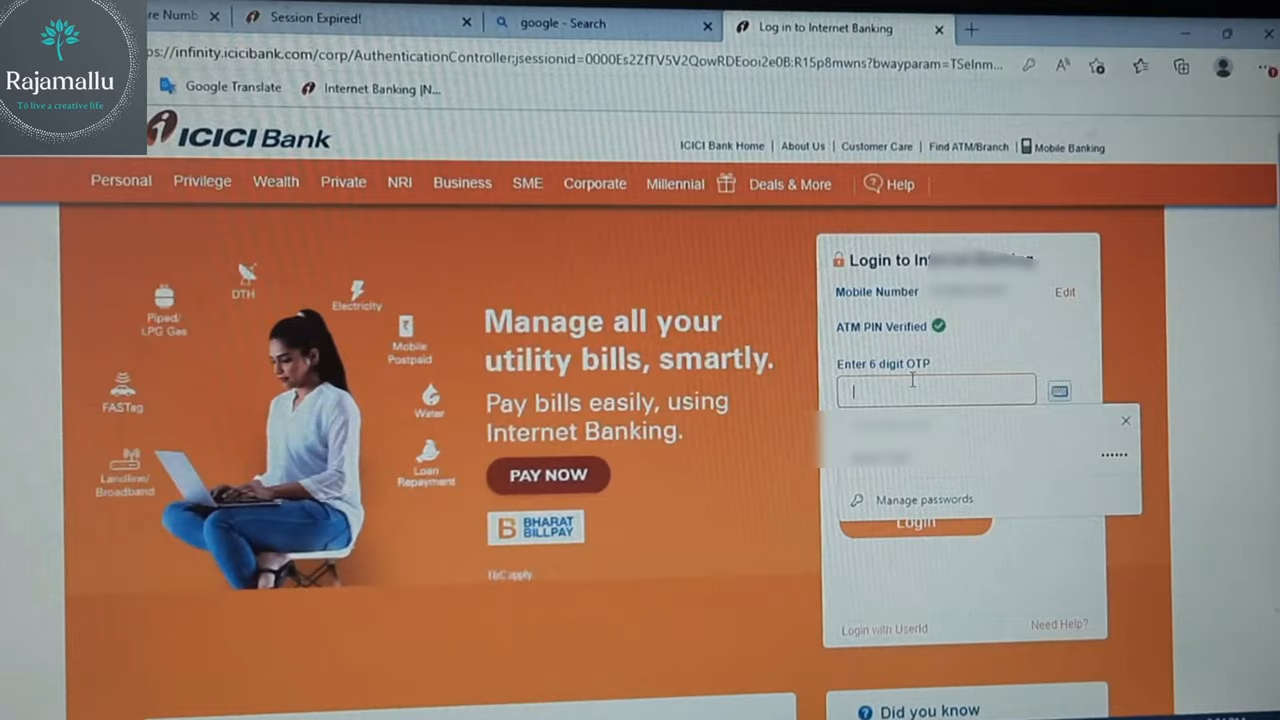 re Numb
Session Expired!
google - Search
Log in to Internet Banking
ps://infinity.icicibank.com/corp/AuthenticationController;jsessionid=0000Es2ZfTV5V2QowRDEooi2e0B:R15p8mwns?bwayparam=TSeInm...
Google Translate
Internet Banking |N...
Rajamallu
To live a creative life
ICICI Bank
ICICI Bank Home | About Us | Customer Care | Find ATM/Branch | Mobile Banking
Personal Privilege Wealth Private NRI Business SME Corporate Millennial Deals & More Help
Piped/
LPG Gas
DTH
Electricity
Mobile
Postpaid
FASTag
Water
Landline/
Broadband
Loan
Repayment
Manage all your
utility bills, smartly.
Pay bills easily, using
Internet Banking.
PAY NOW
BHARAT
BILLPAY
T&C apply.
Login to In
Mobile Number
Edit
ATM PIN Verified
Enter 6 digit OTP
Manage passwords
Login
Login with UserId
Need Help?
Did you know